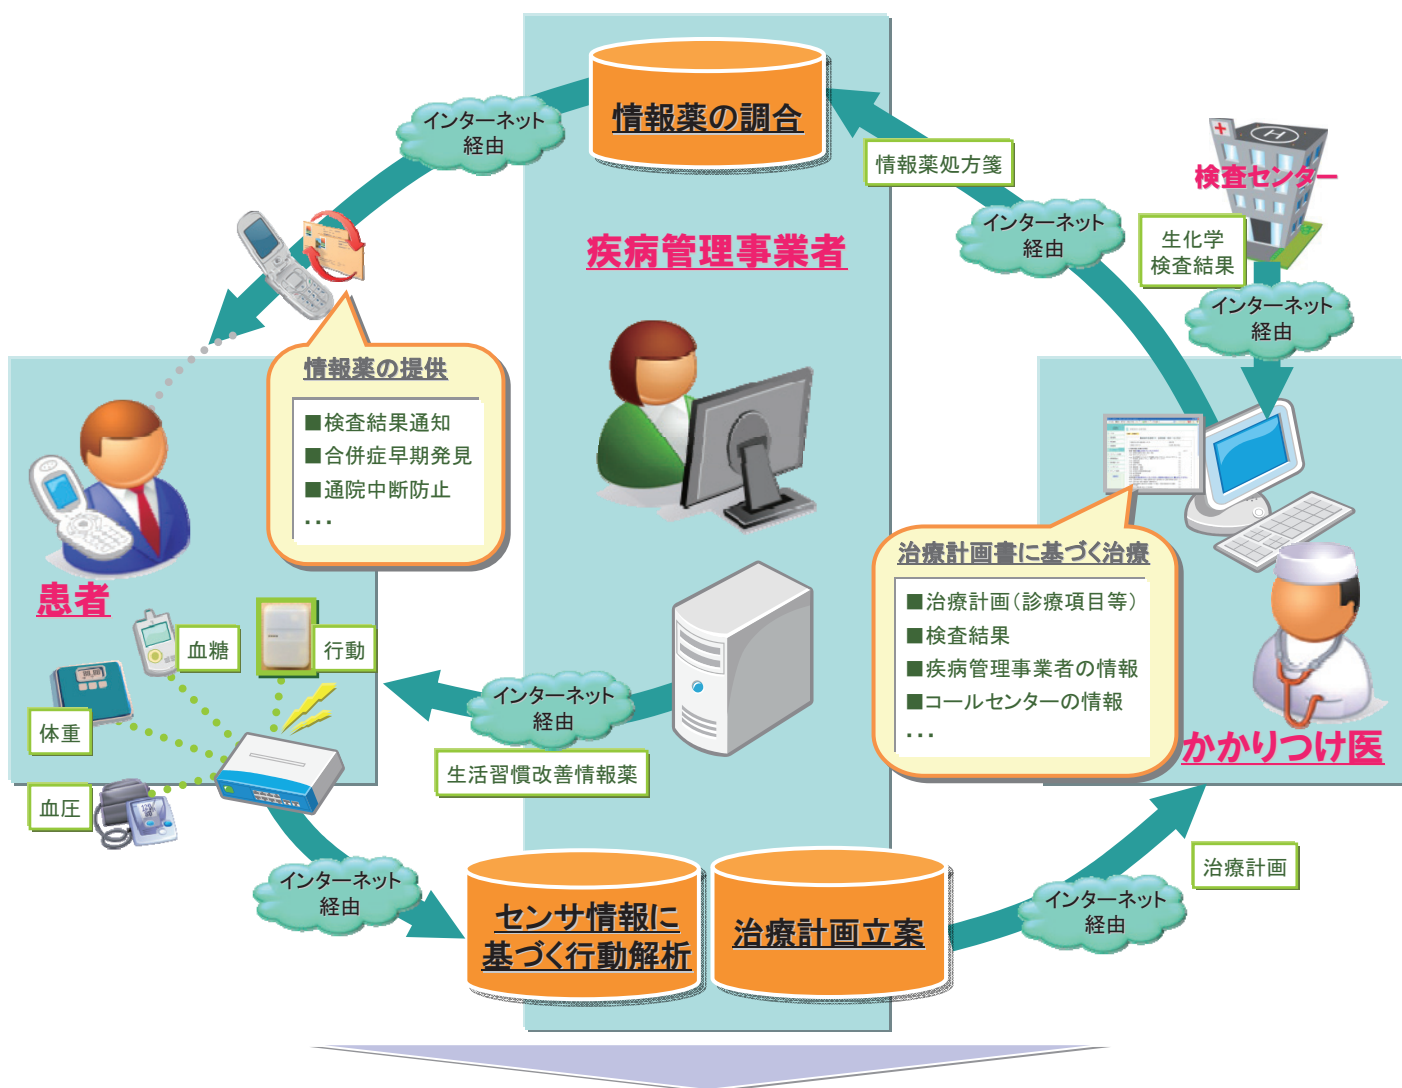 情報薬の調合
インターネット
経由
情報薬処方箋
検査センター
生化学
検査結果
インターネット
経由
インターネット
経由
疾病管理事業者
情報薬の提供
■検査結果通知
■合併症早期発見
■通院中断防止
...
患者
血糖
行動
体重
血圧
インターネット
経由
生活習慣改善情報薬
治療計画書に基づく治療
■治療計画(診療項目等)
■検査結果
■疾病管理事業者の情報
■コールセンターの情報
...
かかりつけ医
インターネット
経由
センサ情報に
基づく行動解析
治療計画立案
インターネット
経由
治療計画